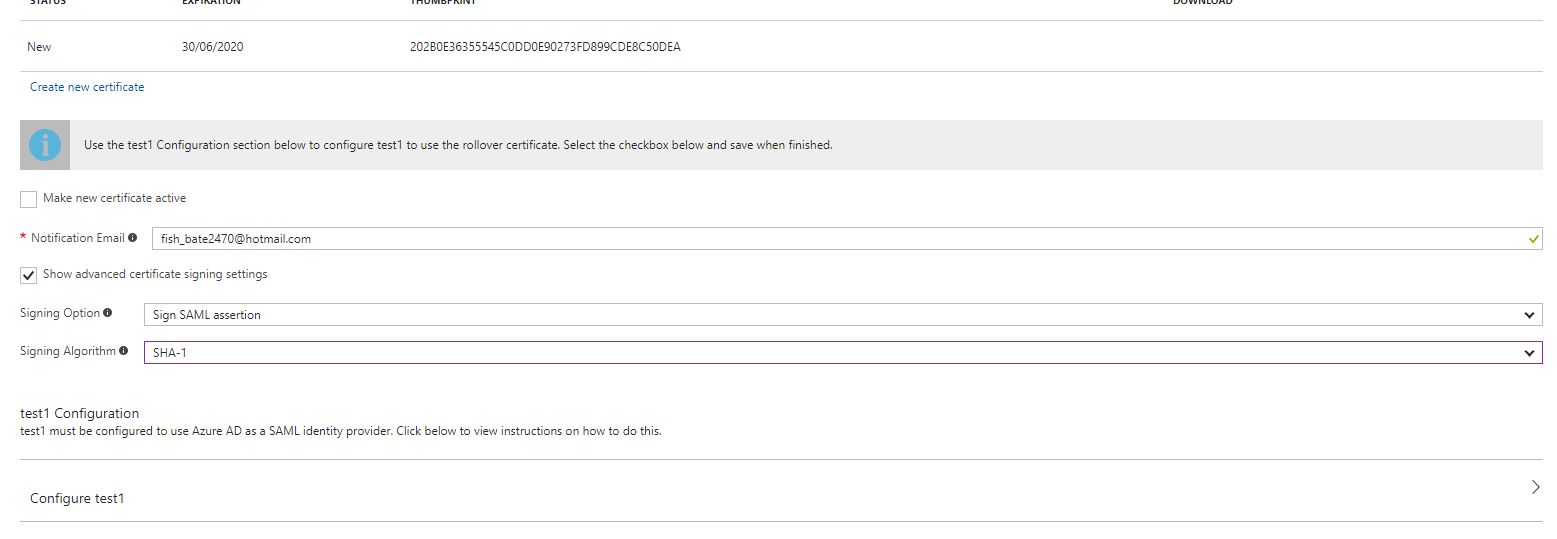 STATUS EXPIRATION THUMBPRINT DOWNLOAD
New 30/06/2020 202B0E36355545C0DD0E90273FD899CDE8C50DEA
Create new certificate
Use the test1 Configuration section below to configure test1 to use the rollover certificate. Select the checkbox below and save when finished.
Make new certificate active
* Notification Email fish_bate2470@hotmail.com
Show advanced certificate signing settings
Signing Option Sign SAML assertion
Signing Algorithm SHA-1
test1 Configuration
test1 must be configured to use Azure AD as a SAML identity provider. Click below to view instructions on how to do this.
Configure test1